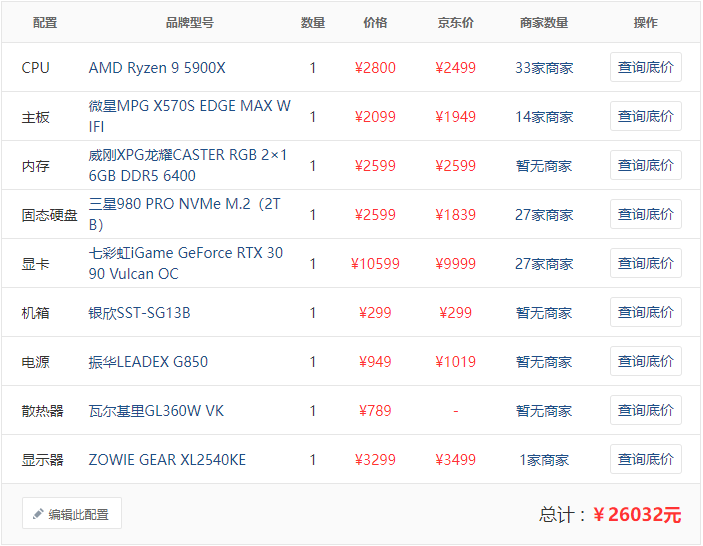 配置 品牌型号 数量 价格 京东价 商家数量 操作
CPU AMD Ryzen 9 5900X 1 ¥2800 ¥2499 33家商家 查询底价
主板 微星MPG X570S EDGE MAX W
IFI 1 ¥2099 ¥1949 14家商家 查询底价
内存 威刚XPG龙耀CASTER RGB 2×1
6GB DDR5 6400 1 ¥2599 ¥2599 暂无商家 查询底价
固态硬盘 三星980 PRO NVMe M.2（2T
B） 1 ¥2599 ¥1839 27家商家 查询底价
显卡 七彩虹iGame GeForce RTX 30
90 Vulcan OC 1 ¥10599 ¥9999 27家商家 查询底价
机箱 银欣SST-SG13B 1 ¥299 ¥299 暂无商家 查询底价
电源 振华LEADEX G850 1 ¥949 ¥1019 暂无商家 查询底价
散热器 瓦尔基里GL360W VK 1 ¥789 - 暂无商家 查询底价
显示器 ZOWIE GEAR XL2540KE 1 ¥3299 ¥3499 1家商家 查询底价
编辑此配置 总计：￥26032元